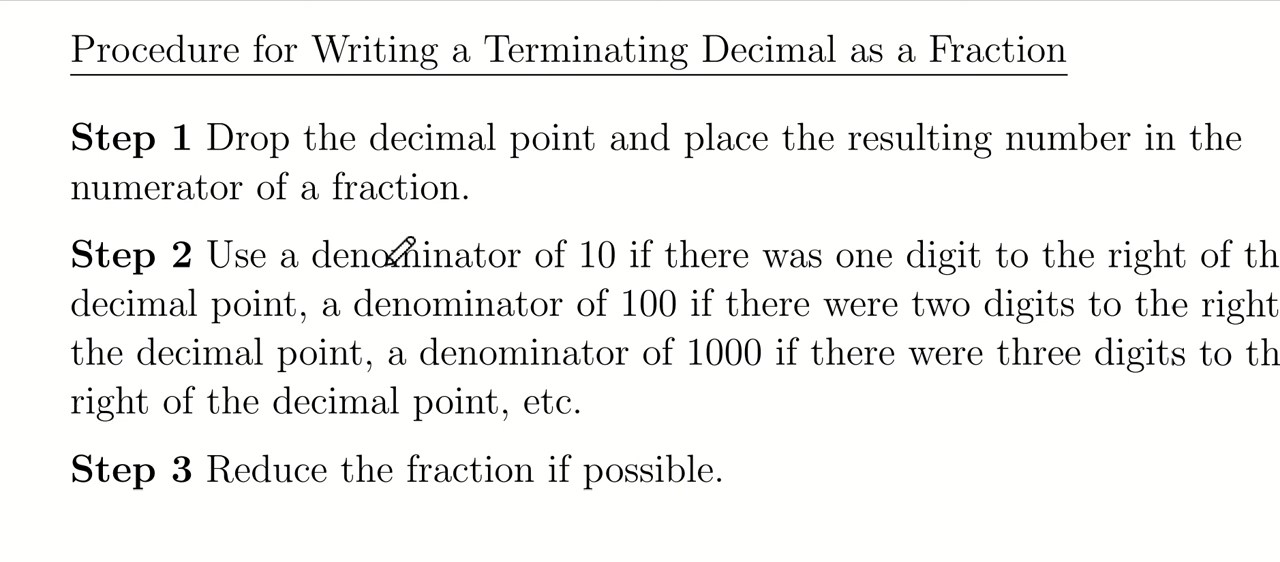 Procedure for Writing a Terminating Decimal as a Fraction
Step 1 Drop the decimal point and place the resulting number in the
numerator of a fraction.
Step 2 Use a denominator of 10 if there was one digit to the right of th
decimal point, a denominator of 100 if there were two digits to the right
the decimal point, a denominator of 1000 if there were three digits to th
right of the decimal point, etc.
Step 3 Reduce the fraction if possible.